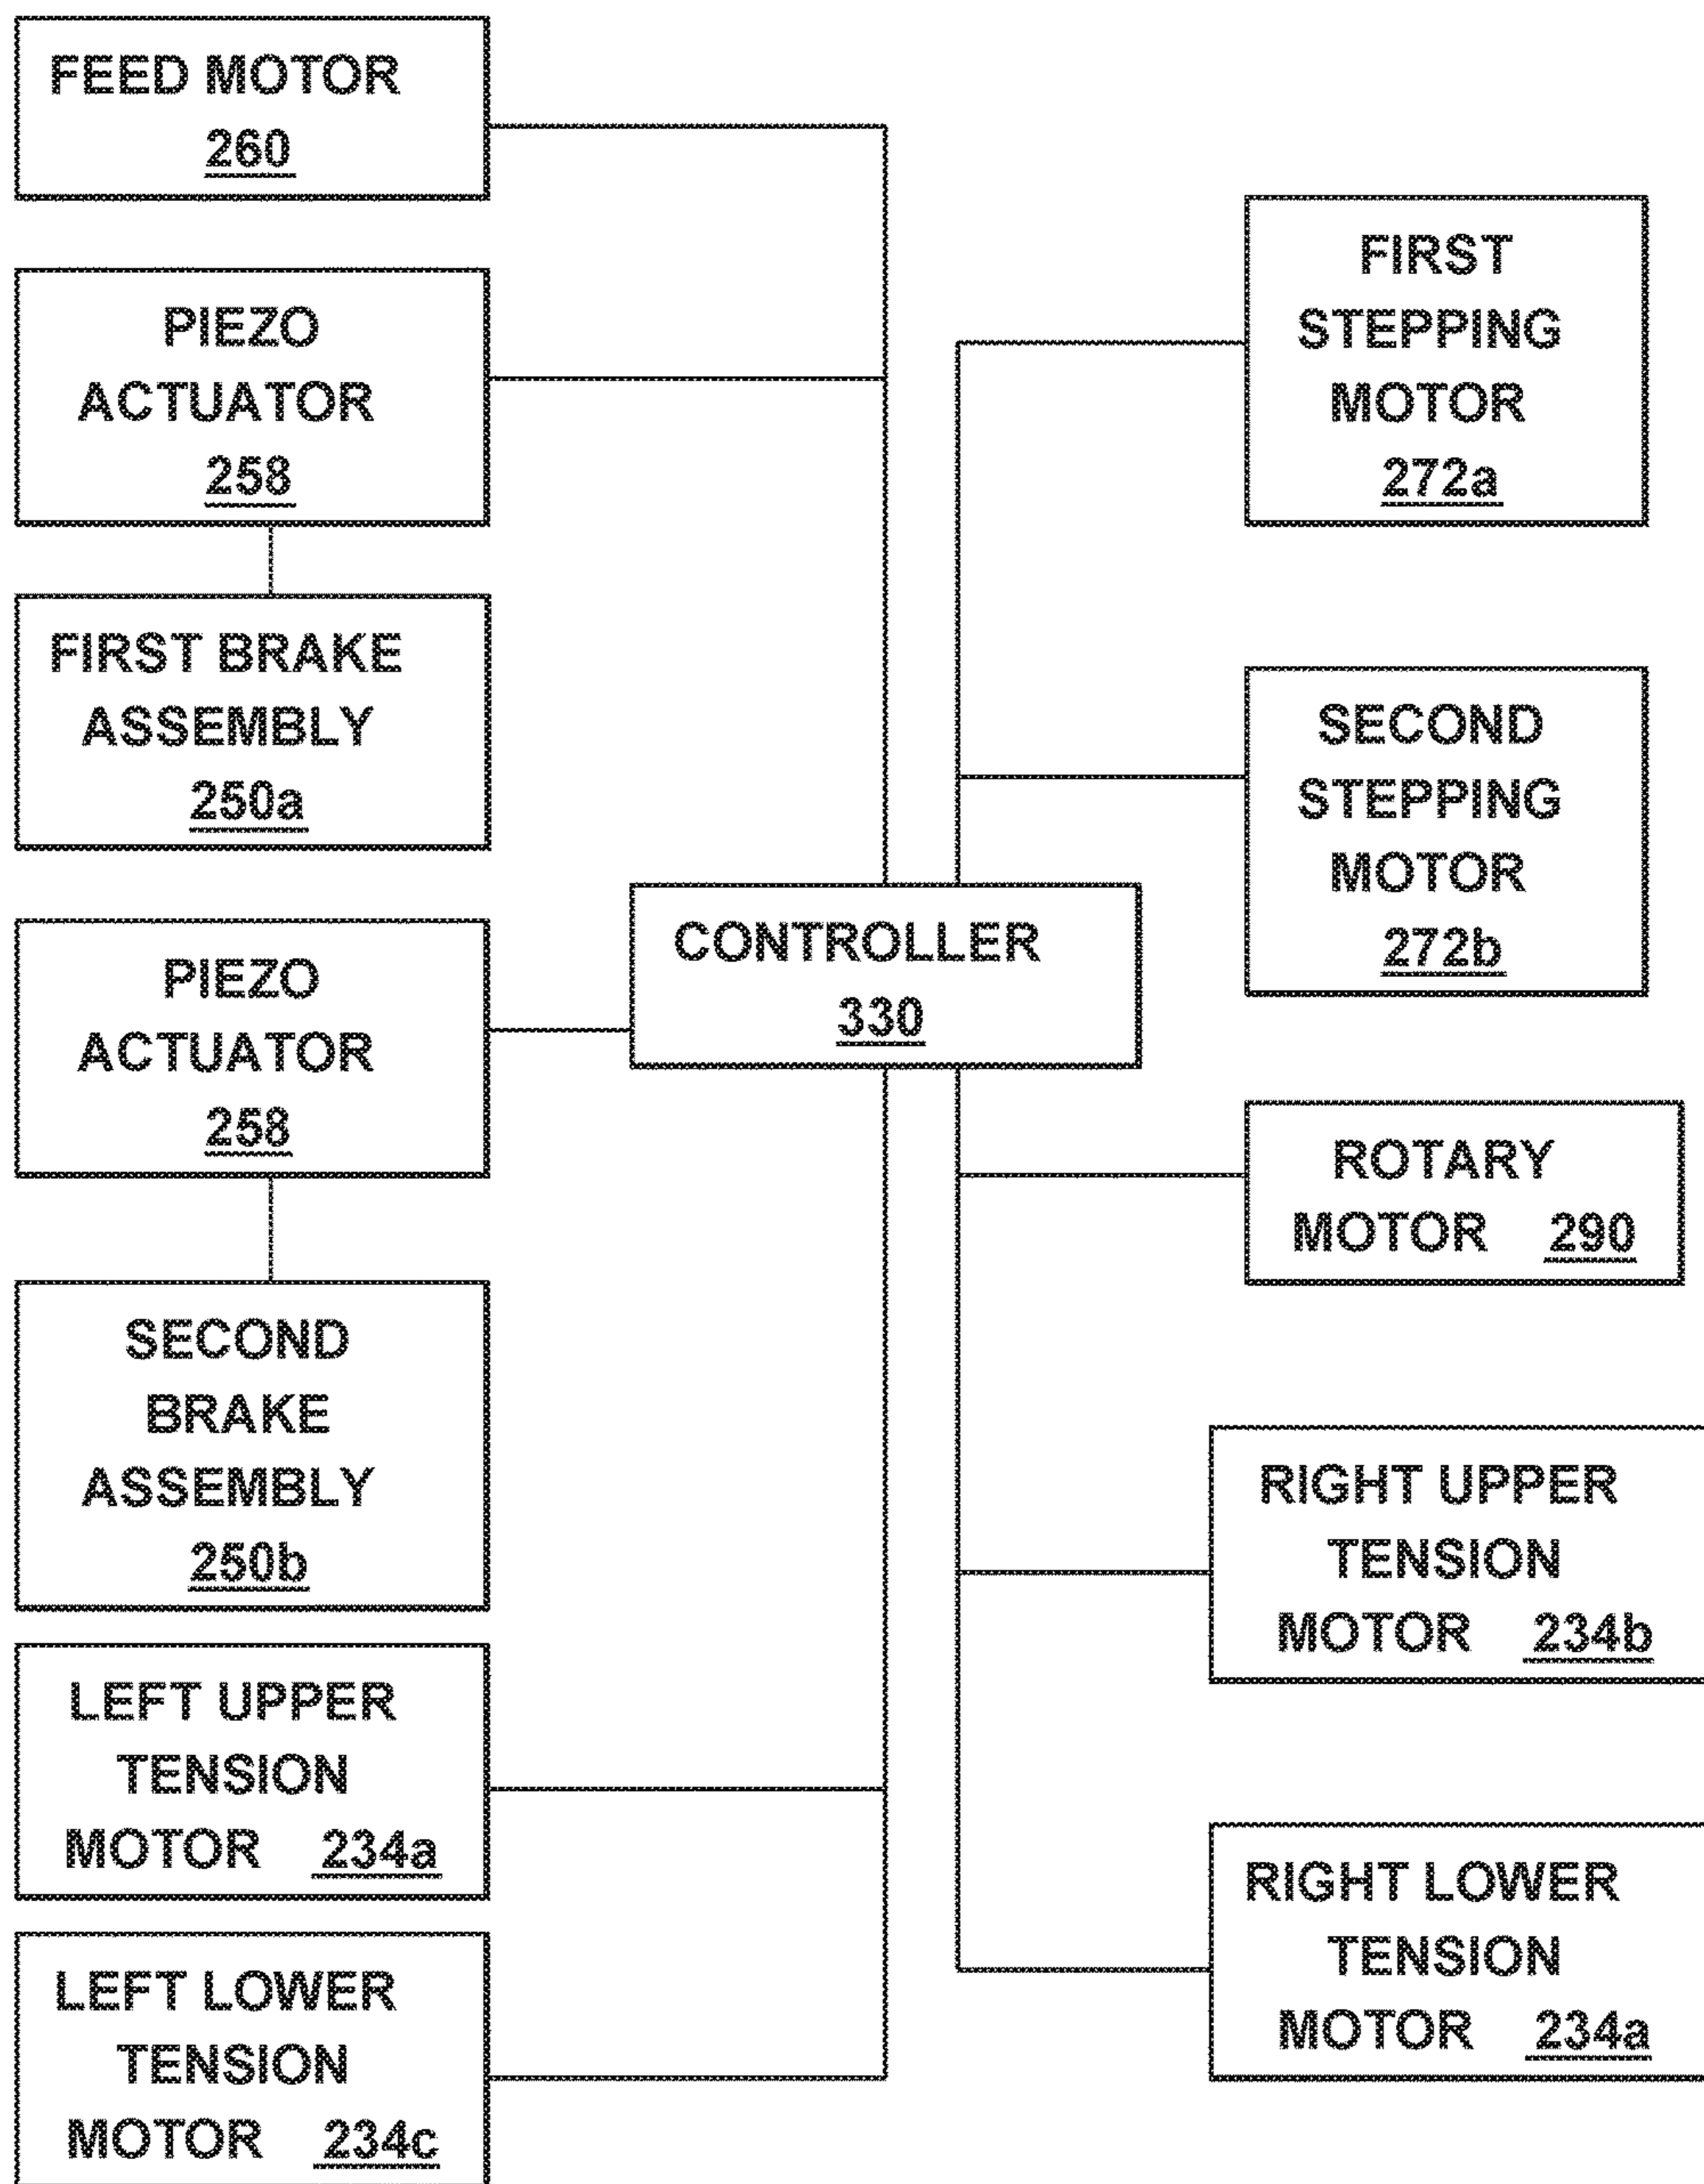 FEED MOTOR
260
PIEZO
ACTUATOR
258
FIRST BRAKE
ASSEMBLY
250a
PIEZO
ACTUATOR
258
SECOND
BRAKE
ASSEMBLY
250b
LEFT UPPER
TENSION
MOTOR 234a
LEFT LOWER
TENSION
MOTOR 234c
CONTROLLER
330
FIRST
STEPPING
MOTOR
272a
SECOND
STEPPING
MOTOR
272b
ROTARY
MOTOR 290
RIGHT UPPER
TENSION
MOTOR 234b
RIGHT LOWER
TENSION
MOTOR 234a